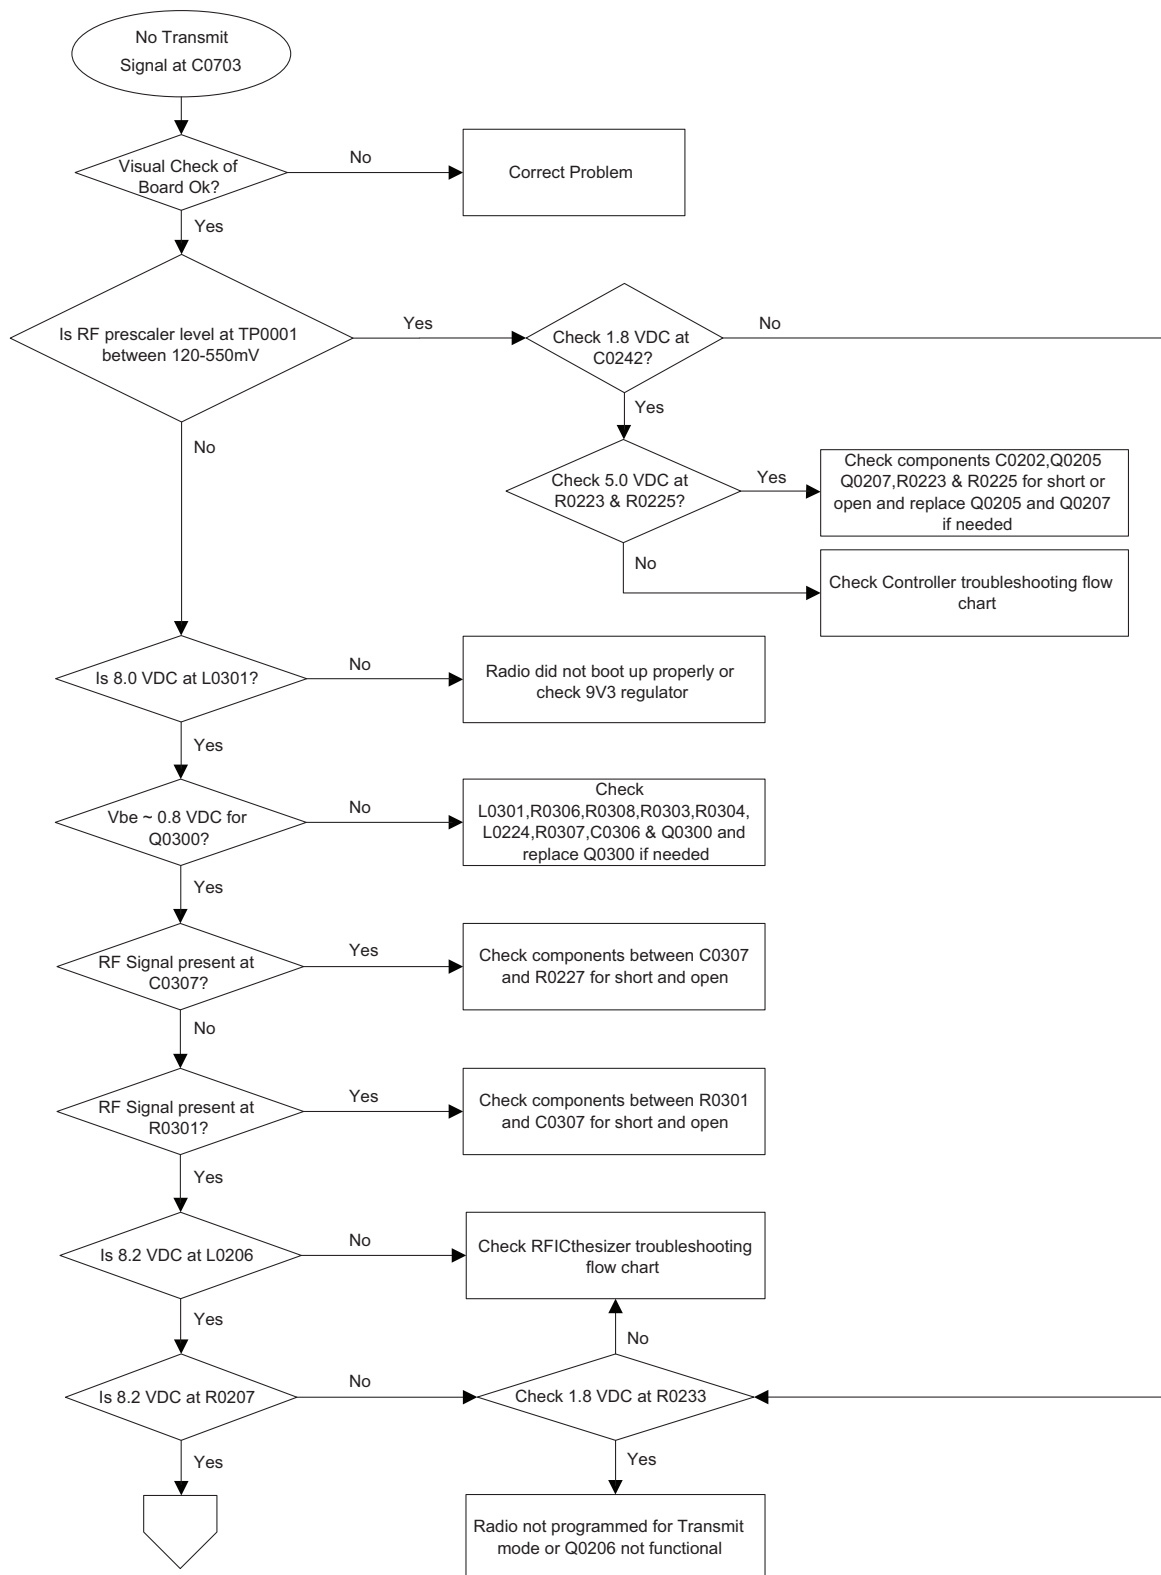 No Transmit
Signal at C0703
Visual Check of
Board Ok?
No
Correct Problem
Yes
Is RF prescaler level at TP0001
between 120-550mV
Yes
Check 1.8 VDC at
C0242?
No
Yes
No
Check 5.0 VDC at
R0223 & R0225?
Yes
Check components C0202,Q0205
Q0207,R0223 & R0225 for short or
open and replace Q0205 and Q0207
if needed
No
Check Controller troubleshooting flow
chart
Is 8.0 VDC at L0301?
No
Radio did not boot up properly or
check 9V3 regulator
Yes
Vbe ~ 0.8 VDC for
Q0300?
No
Check
L0301,R0306,R0308,R0303,R0304,
L0224,R0307,C0306 & Q0300 and
replace Q0300 if needed
Yes
RF Signal present at
C0307?
Yes
Check components between C0307
and R0227 for short and open
No
RF Signal present at
R0301?
Yes
Check components between R0301
and C0307 for short and open
Yes
Is 8.2 VDC at L0206
No
Check RFICthesizer troubleshooting
flow chart
Yes
No
Is 8.2 VDC at R0207
No
Check 1.8 VDC at R0233
Yes
Yes
Radio not programmed for Transmit
mode or Q0206 not functional